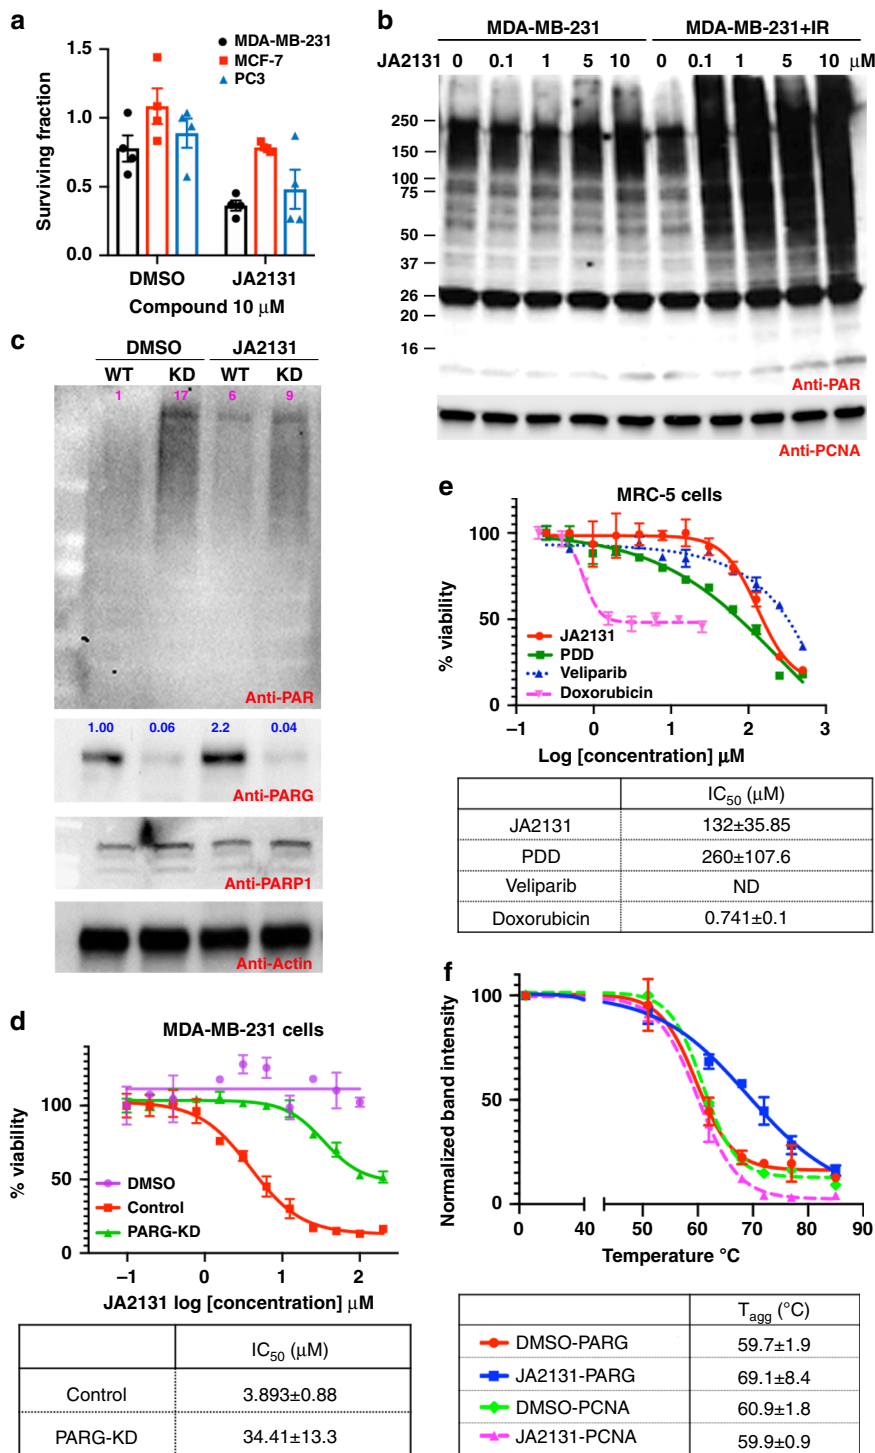 a
MDA-MB-231
MCF-7
PC3
1.5
1.0
0.5
0.0
Surviving fraction
DMSO JA2131
Compound 10 μM
b
MDA-MB-231 MDA-MB-231+IR
JA2131 0 0.1 1 5 10 0 0.1 1 5 10 μM
250
150
100
75
50
37
26
20
16
Anti-PAR
Anti-PCNA
c
DMSO JA2131
WT KD WT KD
1 17 6 9
Anti-PAR
1.00 0.06 2.2 0.04
Anti-PARG
Anti-PARP1
Anti-Actin
d
MDA-MB-231 cells
100
50
0
% viability
DMSO
Control
PARG-KD
–1 0 1 2
JA2131 log [concentration] μM
IC50 (μM)
Control 3.893±0.88
PARG-KD 34.41±13.3
e
MRC-5 cells
100
50
0
% viability
JA2131
PDD
Veliparib
Doxorubicin
–1 0 1 2 3
Log [concentration] μM
IC50 (μM)
JA2131 132±35.85
PDD 260±107.6
Veliparib ND
Doxorubicin 0.741±0.1
f
100
50
0
Normalized band intensity
0 40 50 60 70 80 90
Temperature °C
Tagg (°C)
DMSO-PARG 59.7±1.9
JA2131-PARG 69.1±8.4
DMSO-PCNA 60.9±1.8
JA2131-PCNA 59.9±0.9